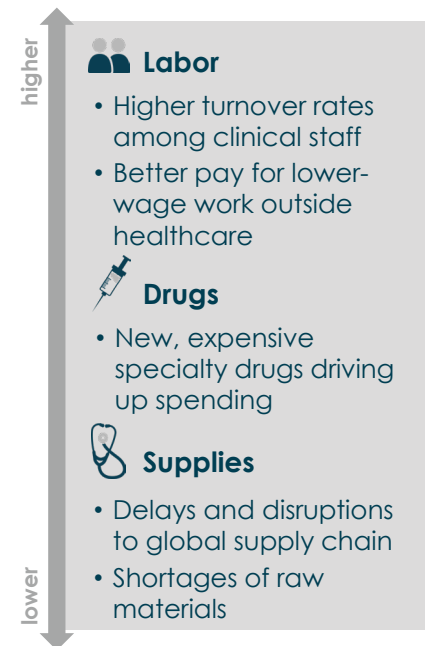 higher
Labor
• Higher turnover rates
among clinical staff
• Better pay for lower-
wage work outside
healthcare
Drugs
• New, expensive
specialty drugs driving
up spending
Supplies
• Delays and disruptions
to global supply chain
• Shortages of raw
materials
lower